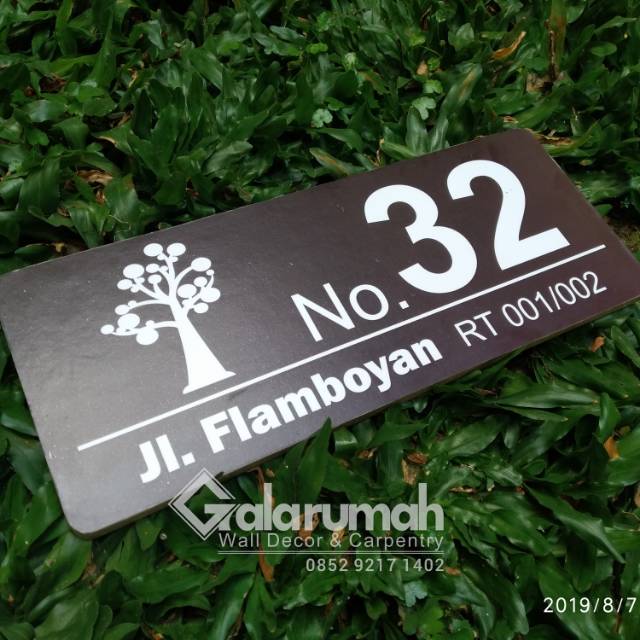 No. 32
Jl. Flamboyan RT 001/002
Galarumah
Wall Decor & Carpentry
0852 9217 1402
2019/8/7